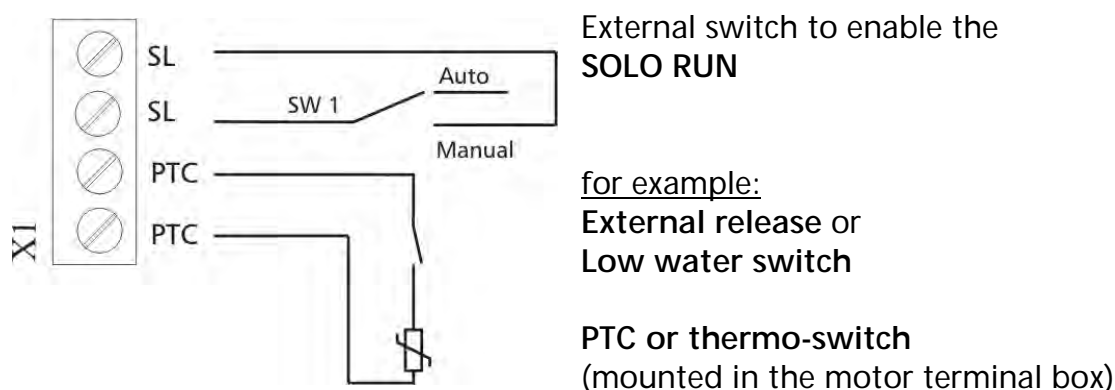 SL
SL
PTC
PTC
X1
SW 1
Auto
Manual
External switch to enable the
SOLO RUN
for example:
External release or
Low water switch
PTC or thermo-switch
(mounted in the motor terminal box)